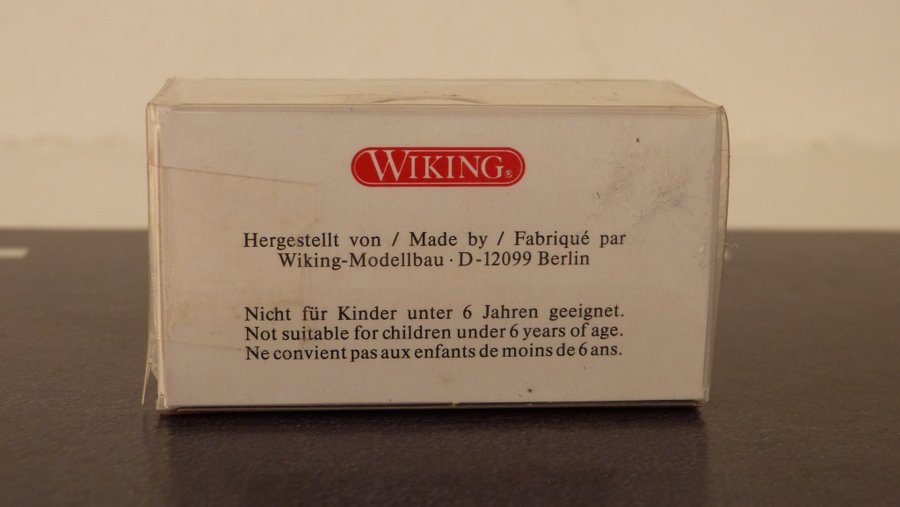 WIKING®
Hergestellt von / Made by / Fabriqué par
Wiking-Modellbau · D-12099 Berlin
Nicht für Kinder unter 6 Jahren geeignet.
Not suitable for children under 6 years of age.
Ne convient pas aux enfants de moins de 6 ans.